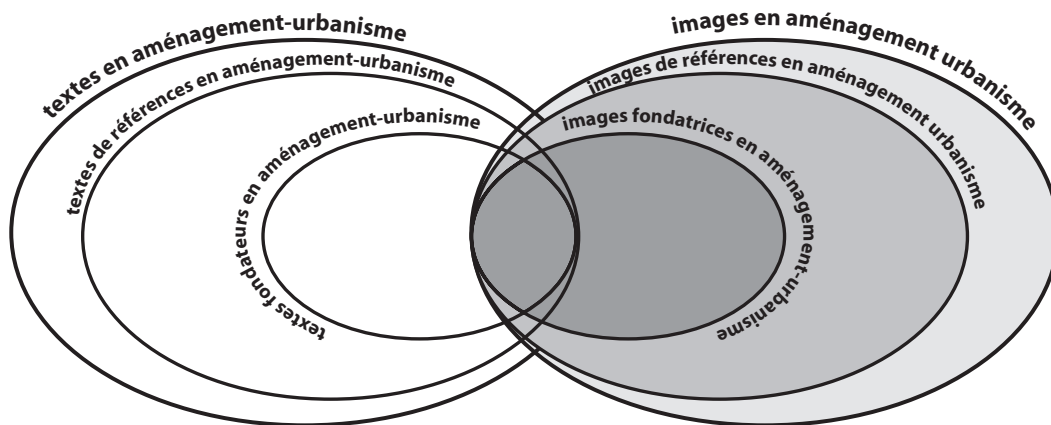 textes en aménagement-urbanisme
textes de références en aménagement-urbanisme
textes fondateurs en aménagement-urbanisme
images en aménagement urbanisme
images de références en aménagement urbanisme
images fondatrices en aménagement-urbanisme